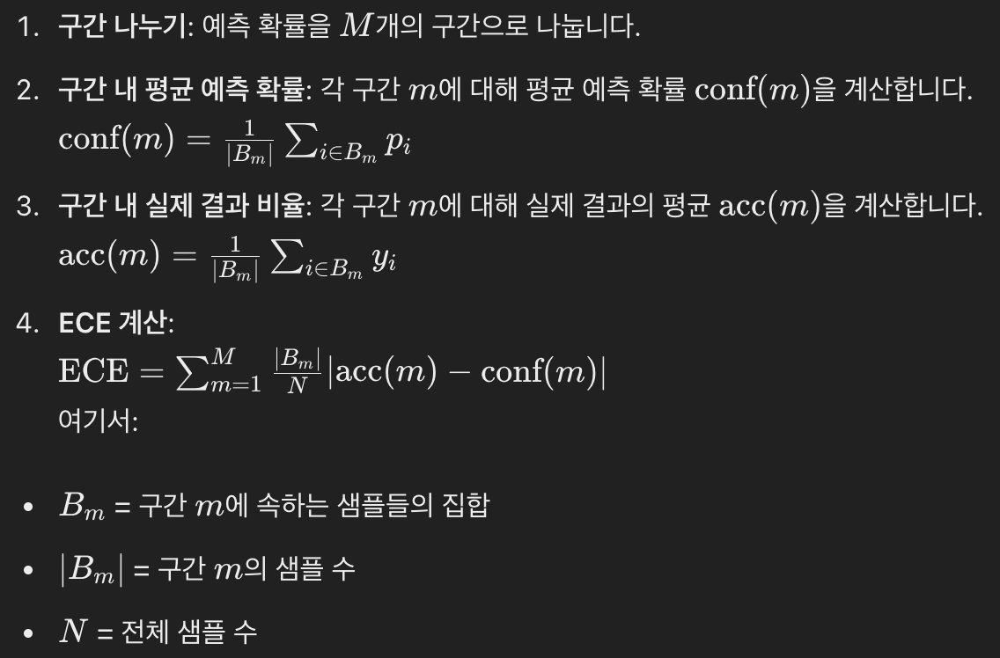 1. 구간 나누기: 예측 확률을 M개의 구간으로 나눕니다.
2. 구간 내 평균 예측 확률: 각 구간 m에 대해 평균 예측 확률 conf(m)을 계산합니다.
conf(m) = \frac{1}{|B_m|} \sum_{i \in B_m} p_i
3. 구간 내 실제 결과 비율: 각 구간 m에 대해 실제 결과의 평균 acc(m)을 계산합니다.
acc(m) = \frac{1}{|B_m|} \sum_{i \in B_m} y_i
4. ECE 계산:
ECE = \sum_{m=1}^{M} \frac{|B_m|}{N} |acc(m) − conf(m)|
여기서:
• B_m = 구간 m에 속하는 샘플들의 집합
• |B_m| = 구간 m의 샘플 수
• N = 전체 샘플 수